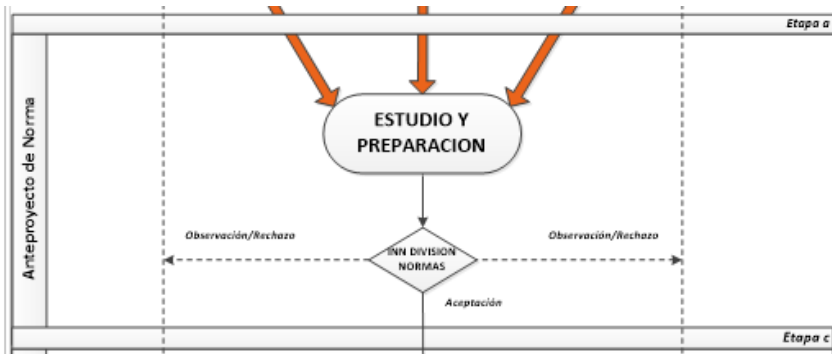 Etapa a
Anteproyecto de Norma
ESTUDIO Y
PREPARACION
Observación/Rechazo
Observación/Rechazo
INN DIVISION
NORMAS
Aceptación
Etapa c